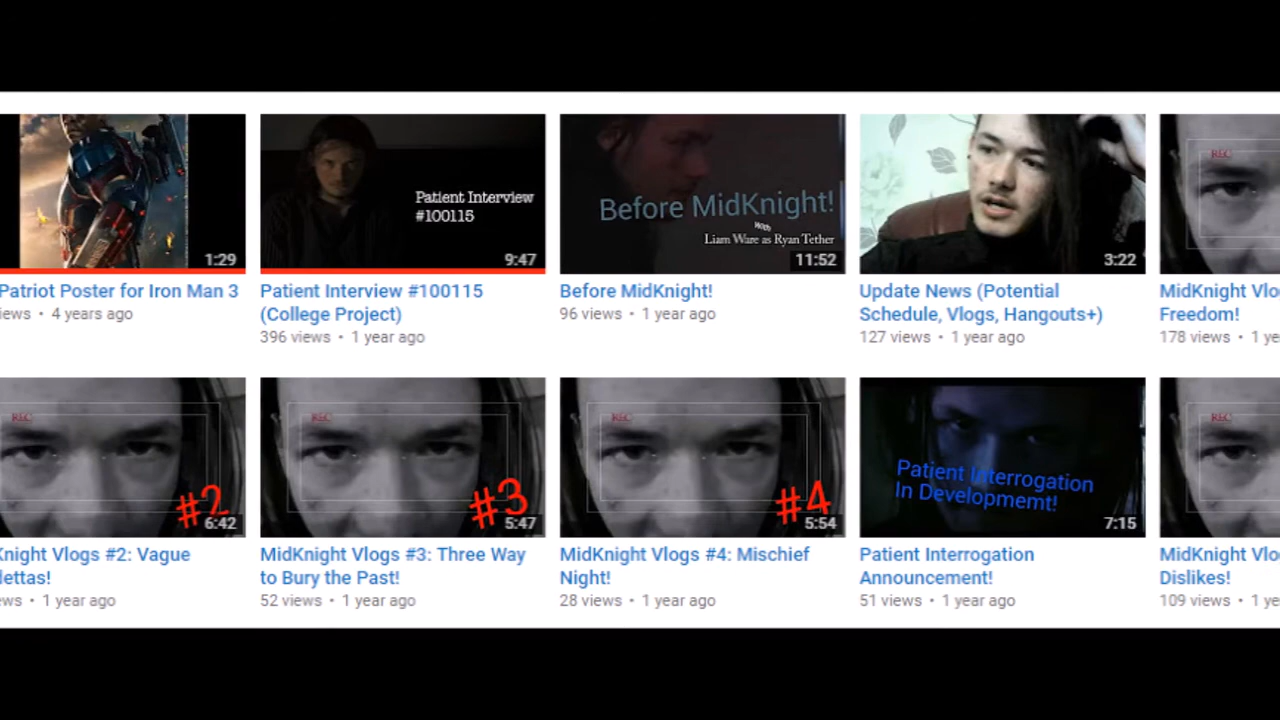 1:29
Patient Interview
#100115
9:47
Before MidKnight!
With
Liam Ware as Ryan Tether
11:52
3:22
REC
Patriot Poster for Iron Man 3
4 years ago
Patient Interview #100115
(College Project)
396 views • 1 year ago
Before MidKnight!
96 views • 1 year ago
Update News (Potential
Schedule, Vlogs, Hangouts+)
127 views • 1 year ago
MidKnight
Freedom!
178 views •
REC
#2
6:42
REC
#3
5:47
REC
#4
5:54
Patient Interrogation
In Developmemt!
7:15
REC
Vlogs #2: Vague
1 year ago
MidKnight Vlogs #3: Three Way
to Bury the Past!
52 views • 1 year ago
MidKnight Vlogs #4: Mischief
Night!
28 views • 1 year ago
Patient Interrogation
Announcement!
51 views • 1 year ago
MidKnight
Dislikes!
109 views •